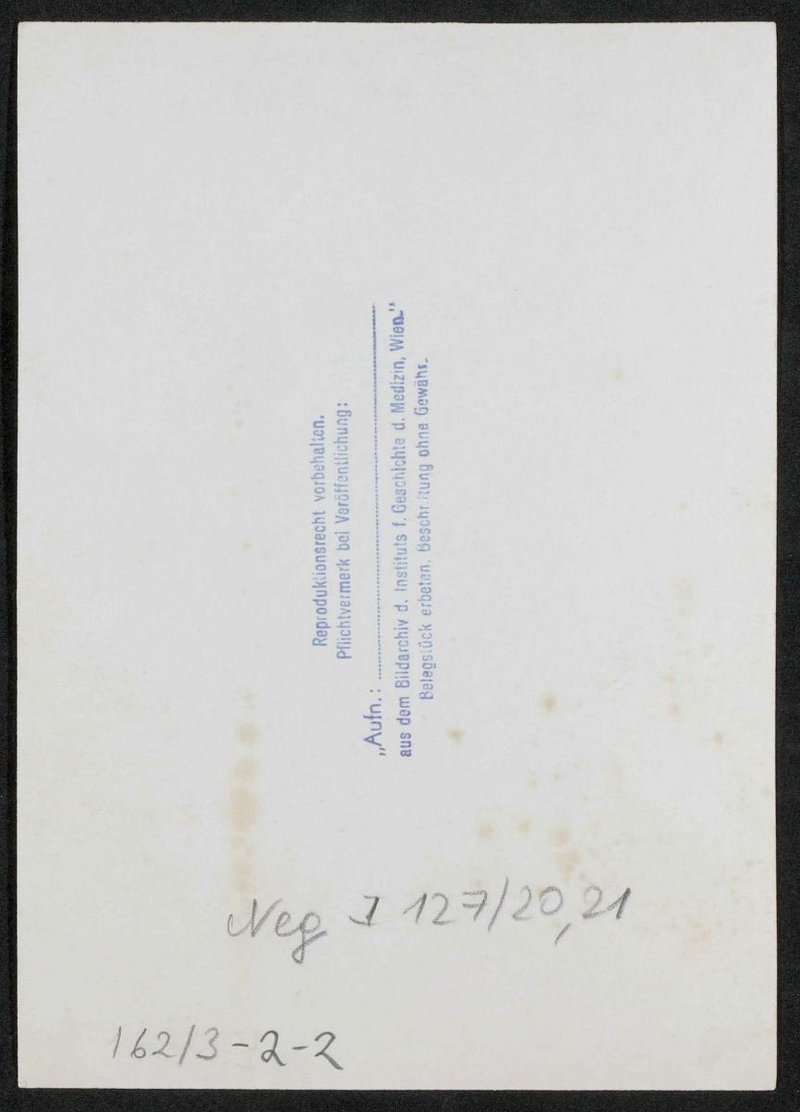 Reproduktionsrecht vorbehalten.
Pflichtvermerk bei Veröffentlichung:
„Aufn.:
aus dem Bildarchiv d. Instituts f. Geschichte d. Medizin, Wien."
Belegstück erbeten. Beschriftung ohne Gewähr.
Neg I 127/20,21
162/3-2-2